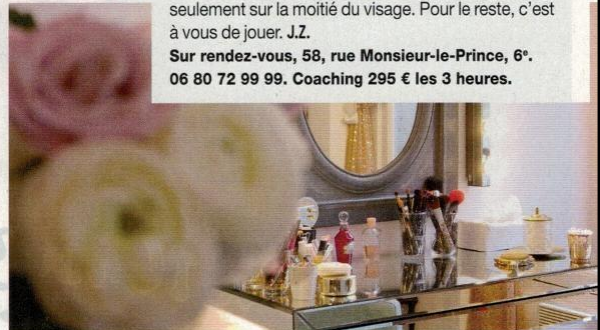 seulement sur la moitié du visage. Pour le reste, c’est
à vous de jouer. J.Z.
Sur rendez-vous, 58, rue Monsieur-le-Prince, 6e.
06 80 72 99 99. Coaching 295 € les 3 heures.